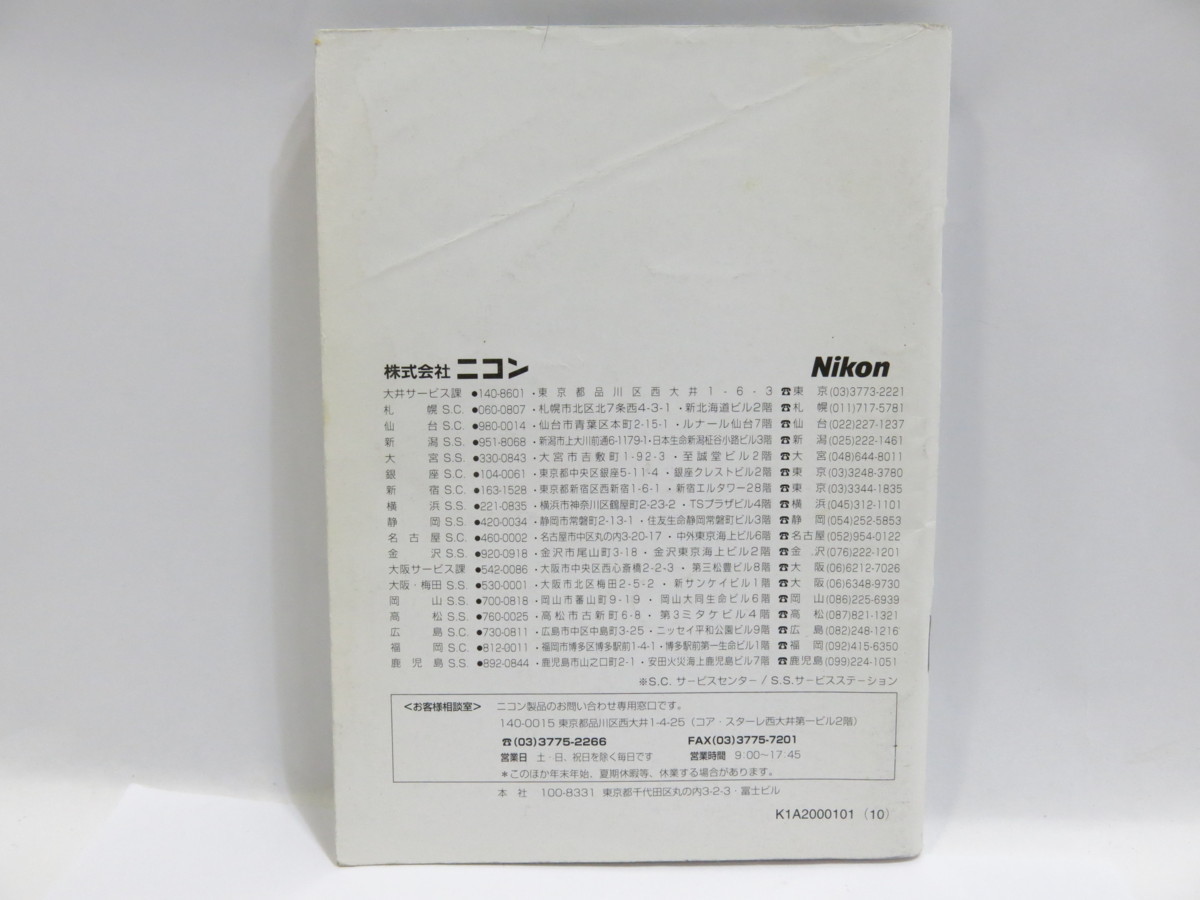 株式会社 ニコン Nikon
大井サービス課 ●140-8601・東京都品川区西大井1-6-3 ☎東京(03)3773-2221
札幌S.C. ●060-0807・札幌市北区北7条西4-3-1・新北海道ビル2階 ☎札幌(011)717-5781
仙台S.C. ●980-0014・仙台市青葉区本町2-15-1・ルナール仙台7階 ☎仙台(022)227-1237
新潟S.S. ●951-8068・新潟市上大川前通6-1179-1・日本生命新潟柾谷小路ビル3階 ☎新潟(025)222-1461
大宮S.S. ●330-0843・大宮市吉敷町1-92-3・至誠堂ビル2階 ☎大宮(048)644-8011
銀座S.C. ●104-0061・東京都中央区銀座5-11-4・銀座クレストビル2階 ☎東京(03)3248-3780
新宿S.C. ●163-1528・東京都新宿区西新宿1-6-1・新宿エルタワー28階 ☎東京(03)3344-1835
横浜S.S. ●221-0835・横浜市神奈川区鶴屋町2-23-2・TSプラザビル4階 ☎横浜(045)312-1101
静岡S.S. ●420-0034・静岡市常磐町2-13-1・住友生命静岡常磐町ビル3階 ☎静岡(054)252-5853
名古屋S.C. ●460-0002・名古屋市中区丸の内3-20-17・中外東京海上ビル6階 ☎名古屋(052)954-0122
金沢S.S. ●920-0918・金沢市尾山町3-18・金沢東京海上ビル2階 ☎金沢(076)222-1201
大阪サービス課 ●542-0086・大阪市中央区西心斎橋2-2-3・第三松豊ビル8階 ☎大阪(06)6212-7026
大阪・梅田S.S. ●530-0001・大阪市北区梅田2-5-2・新サンケイビル1階 ☎大阪(06)6348-9730
岡山S.S. ●700-0818・岡山市蕃山町9-19・岡山大同生命ビル6階 ☎岡山(086)225-6939
高松S.S. ●760-0025・高松市古新町6-8・第3ミタケビル4階 ☎高松(087)821-1321
広島S.C. ●730-0811・広島市中区中島町3-25・ニッセイ平和公園ビル9階 ☎広島(082)248-1216
福岡S.C. ●812-0011・福岡市博多区博多駅前1-4-1・博多駅前第一生命ビル1階 ☎福岡(092)415-6350
鹿児島S.S. ●892-0844・鹿児島市山之口町2-1・安田火災海上鹿児島ビル7階 ☎鹿児島(099)224-1051
※S.C. サービスセンター / S.S.サービスステーション
<お客様相談室> ニコン製品のお問い合わせ専用窓口です。
140-0015 東京都品川区西大井1-4-25（コア・スターレ西大井第一ビル2階）
☎(03)3775-2266 FAX(03)3775-7201
営業日 土・日、祝日を除く毎日です 営業時間 9:00〜17:45
＊このほか年末年始、夏期休暇等、休業する場合があります。
本社 100-8331 東京都千代田区丸の内3-2-3・富士ビル
K1A2000101 (10)